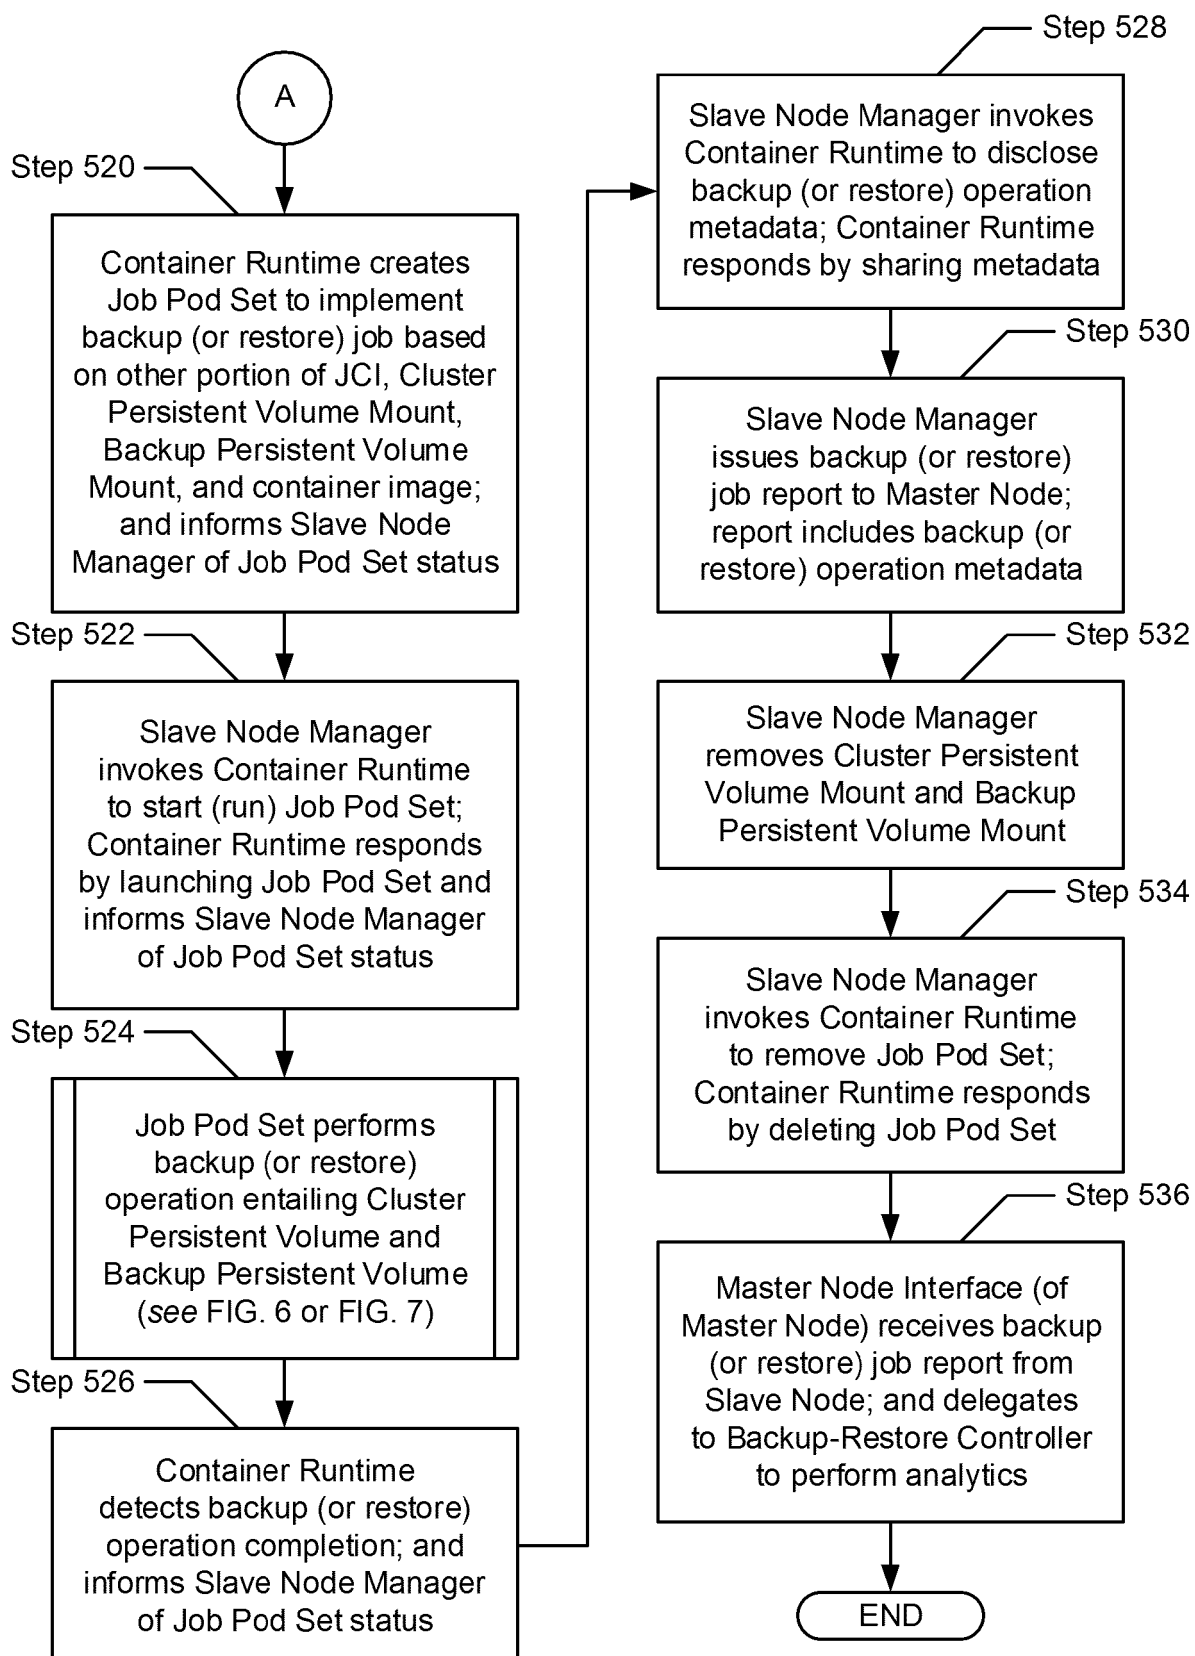 A
Step 520
Container Runtime creates
Job Pod Set to implement
backup (or restore) job based
on other portion of JCI, Cluster
Persistent Volume Mount,
Backup Persistent Volume
Mount, and container image;
and informs Slave Node
Manager of Job Pod Set status
Step 522
Slave Node Manager
invokes Container Runtime
to start (run) Job Pod Set;
Container Runtime responds
by launching Job Pod Set and
informs Slave Node Manager
of Job Pod Set status
Step 524
Job Pod Set performs
backup (or restore)
operation entailing Cluster
Persistent Volume and
Backup Persistent Volume
(see FIG. 6 or FIG. 7)
Step 526
Container Runtime
detects backup (or restore)
operation completion; and
informs Slave Node Manager
of Job Pod Set status
Step 528
Slave Node Manager invokes
Container Runtime to disclose
backup (or restore) operation
metadata; Container Runtime
responds by sharing metadata
Step 530
Slave Node Manager
issues backup (or restore)
job report to Master Node;
report includes backup (or
restore) operation metadata
Step 532
Slave Node Manager
removes Cluster Persistent
Volume Mount and Backup
Persistent Volume Mount
Step 534
Slave Node Manager
invokes Container Runtime
to remove Job Pod Set;
Container Runtime responds
by deleting Job Pod Set
Step 536
Master Node Interface (of
Master Node) receives backup
(or restore) job report from
Slave Node; and delegates
to Backup-Restore Controller
to perform analytics
END